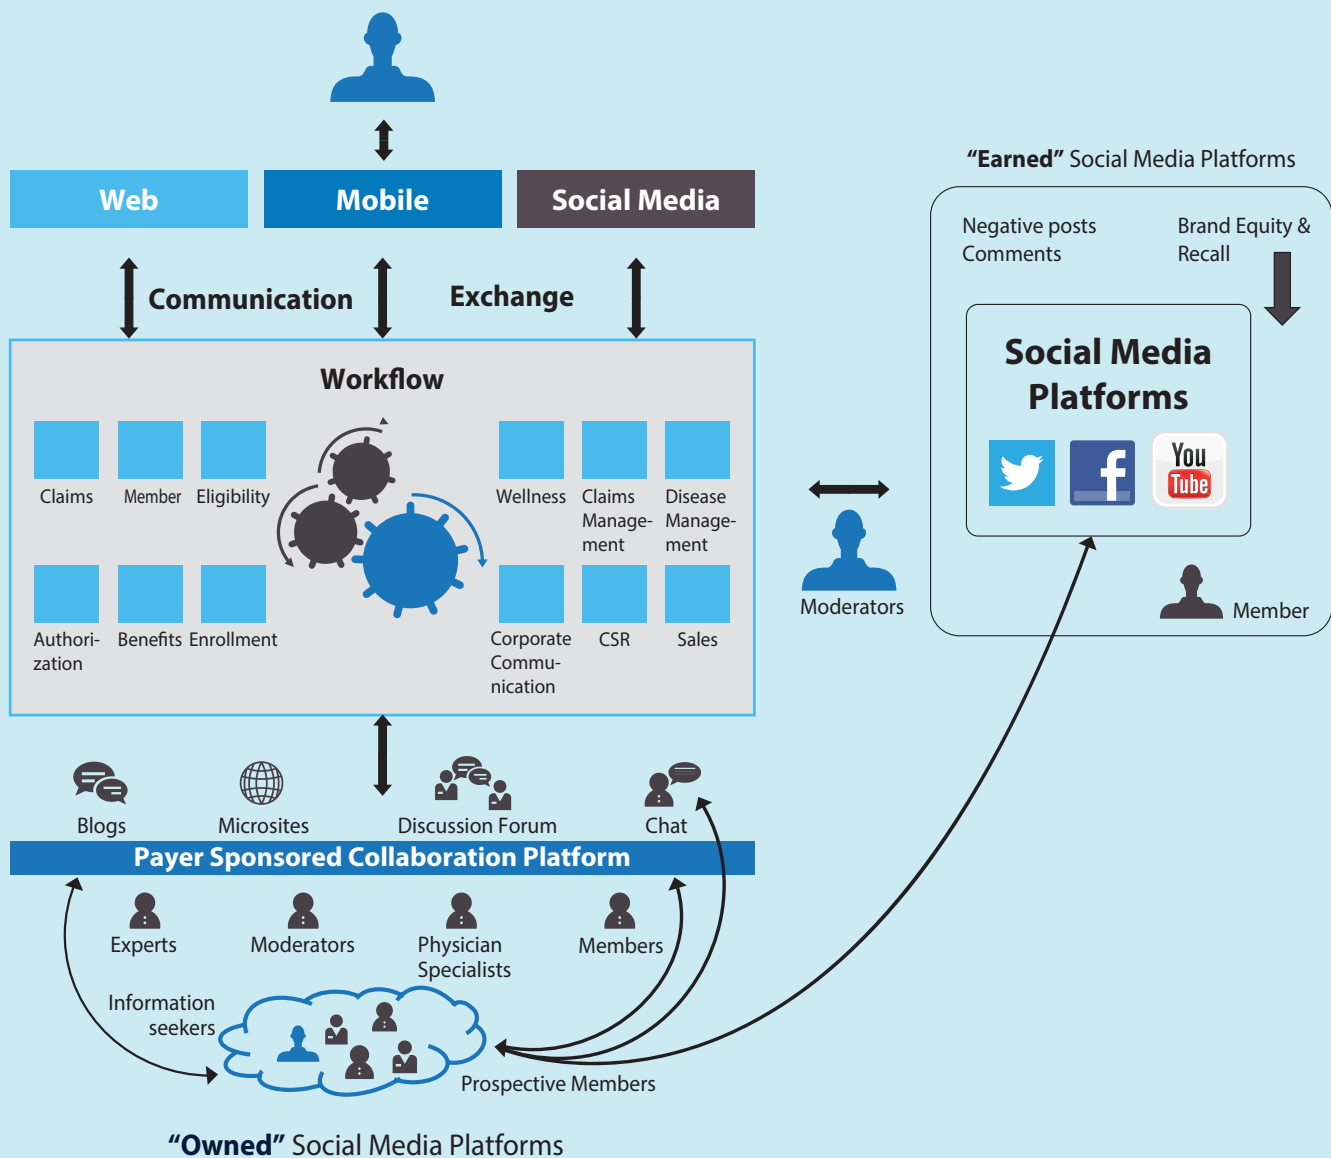 Web
Mobile
Social Media
Communication
Exchange
Workflow
Claims
Member
Eligibility
Wellness
Claims
Manage-
ment
Disease
Manage-
ment
Authori-
zation
Benefits
Enrollment
Corporate
Commu-
nication
CSR
Sales
Moderators
"Earned" Social Media Platforms
Negative posts
Comments
Brand Equity &
Recall
Social Media
Platforms
f
You
Tube
Member
Blogs
Microsites
Discussion Forum
Chat
Payer Sponsored Collaboration Platform
Experts
Moderators
Physician
Specialists
Members
Information
seekers
Prospective Members
"Owned" Social Media Platforms